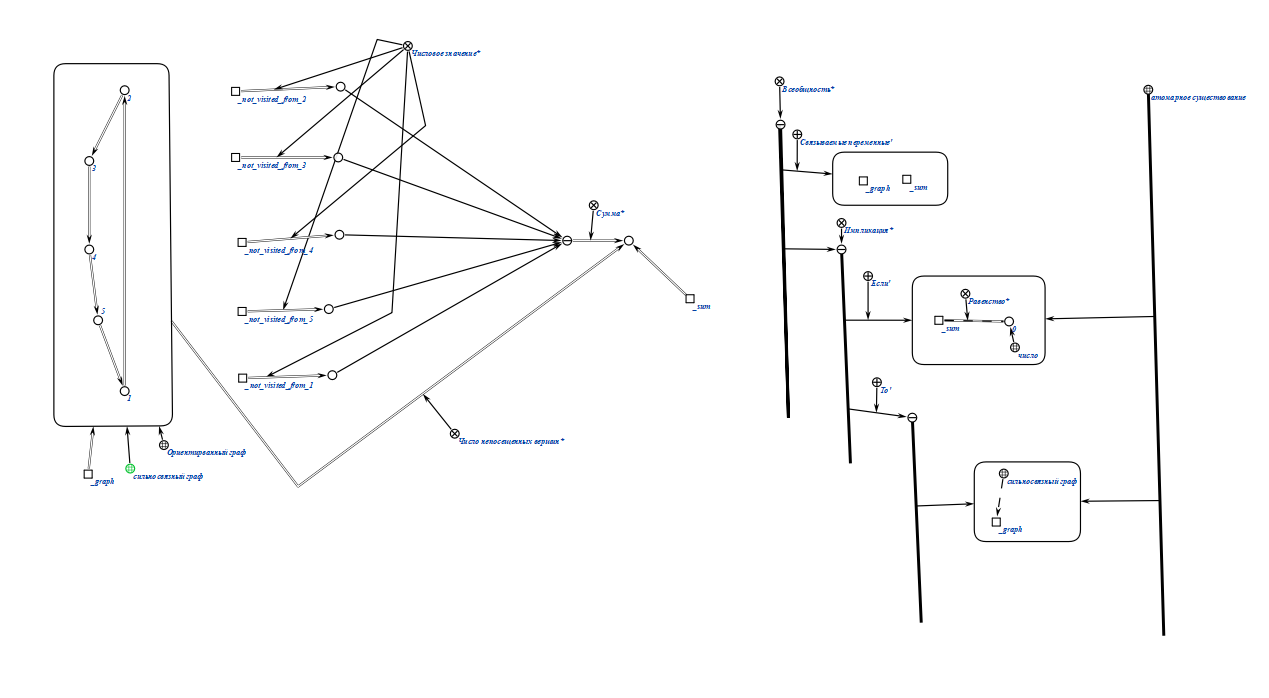 2
3
4
5
1
_graph
сильно связный граф
Ориентированный граф
Числовое значение*
_not_visited_from_2
_not_visited_from_3
_not_visited_from_4
_not_visited_from_5
_not_visited_from_1
Число непосещенных вершин*
Сумма*
_sum
Всеобщность*
Связываемые переменные'
_graph
_sum
Импликация*
Если'
Равенство*
_sum
0
число
То'
сильносвязный граф
_graph
атомарное существование